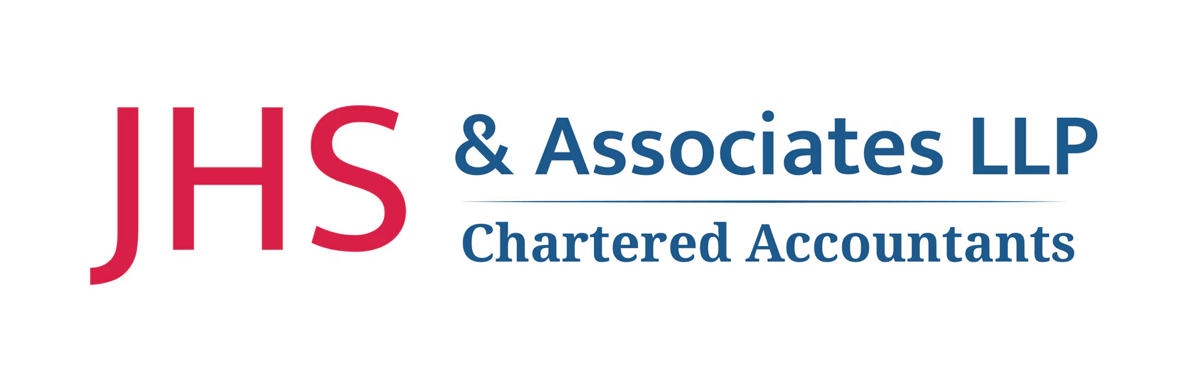 JHS & Associates LLP
Chartered Accountants